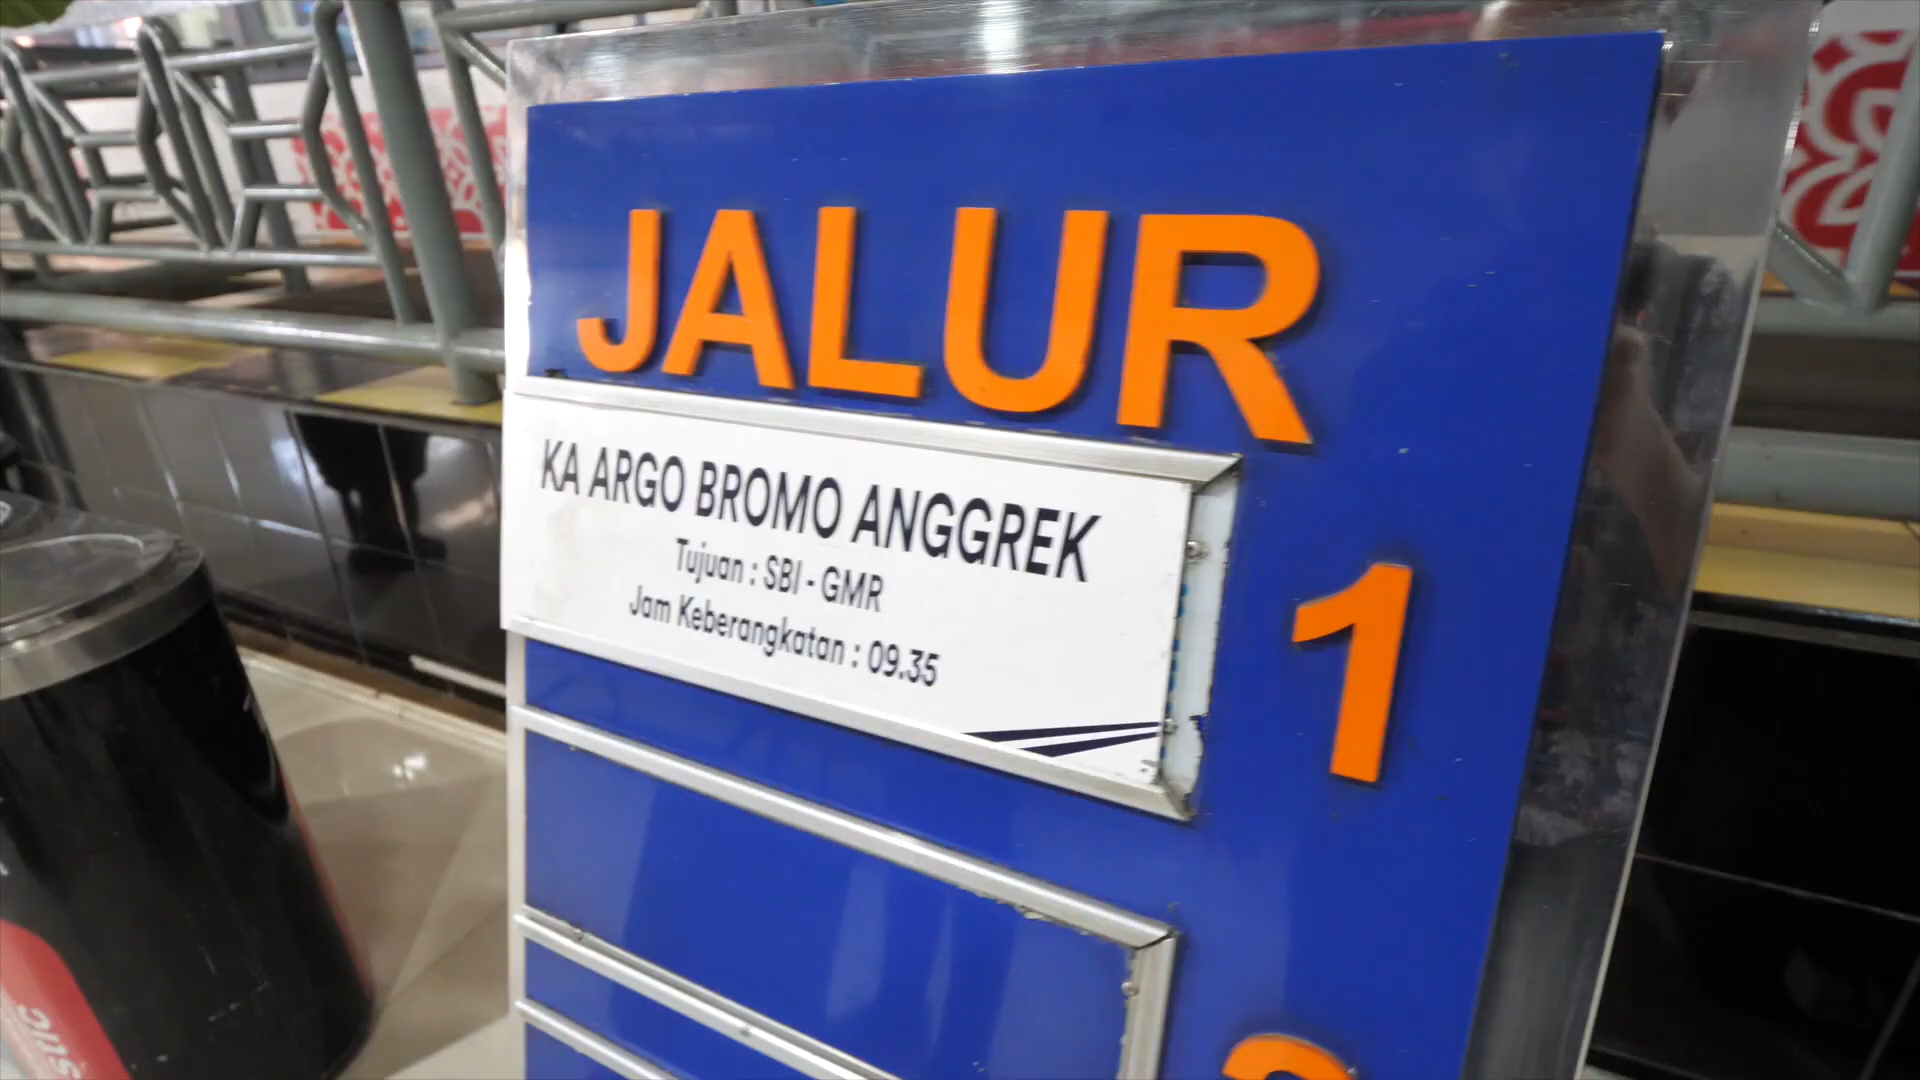 JALUR
KA ARGO BROMO ANGGREK
Tujuan : SBI - GMR
Jam Keberangkatan : 09.35
1